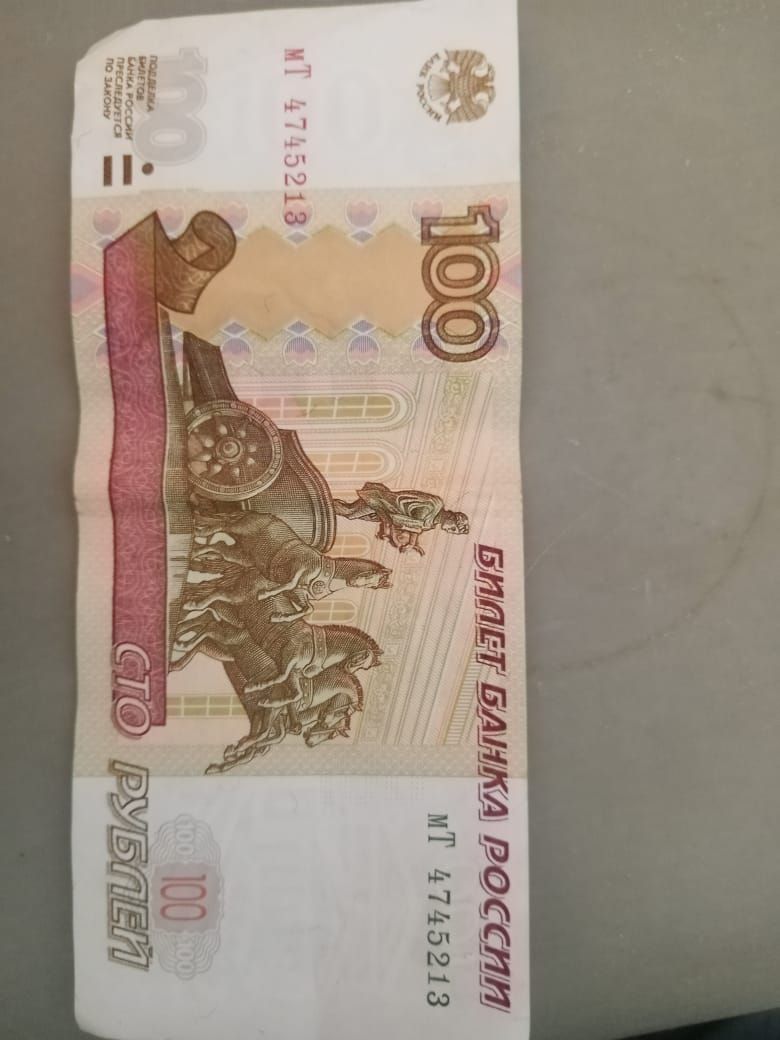 БАНК РОССИИ
100
БИЛЕТ БАНКА РОССИИ
мТ 4745213
мТ 4745213
100
ПОДДЕЛКА
БИЛЕТОВ
БАНКА РОССИИ
ПРЕСЛЕДУЕТСЯ
ПО ЗАКОНУ
100 100 100
СТО РУБЛЕЙ